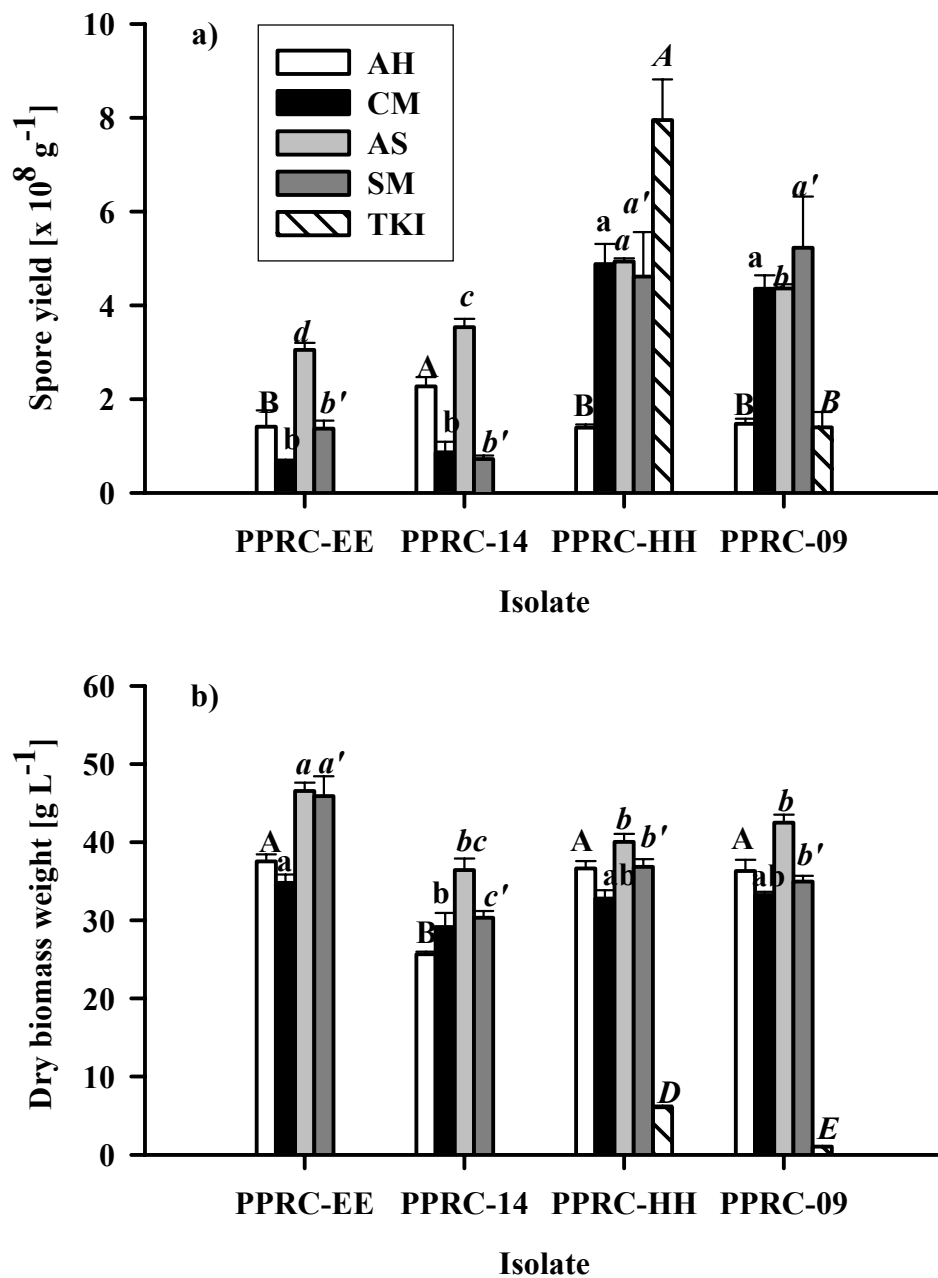 a)
AH
CM
AS
SM
TKI
Spore yield [x 10⁸ g⁻¹]
10
8
6
4
2
0
B b d b'
A b c b'
B a a a' A
B a b a' B
PPRC-EE PPRC-14 PPRC-HH PPRC-09
Isolate
b)
Dry biomass weight [g L⁻¹]
60
50
40
30
20
10
0
A a a a'
B b bc c'
A ab b b' D
A ab b b' E
PPRC-EE PPRC-14 PPRC-HH PPRC-09
Isolate